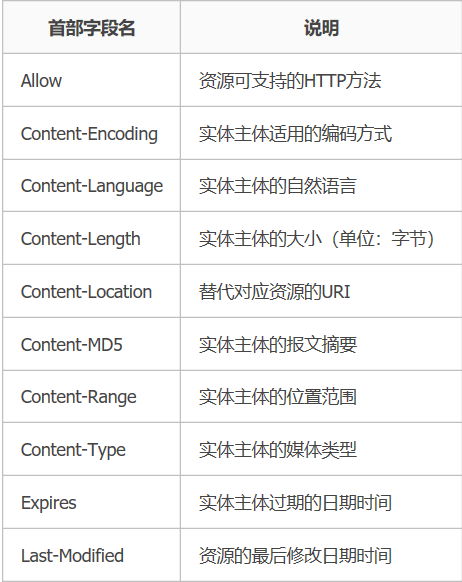 首部字段名 说明
Allow 资源可支持的HTTP方法
Content-Encoding 实体主体适用的编码方式
Content-Language 实体主体的自然语言
Content-Length 实体主体的大小（单位：字节）
Content-Location 替代对应资源的URI
Content-MD5 实体主体的报文摘要
Content-Range 实体主体的位置范围
Content-Type 实体主体的媒体类型
Expires 实体主体过期的日期时间
Last-Modified 资源的最后修改日期时间